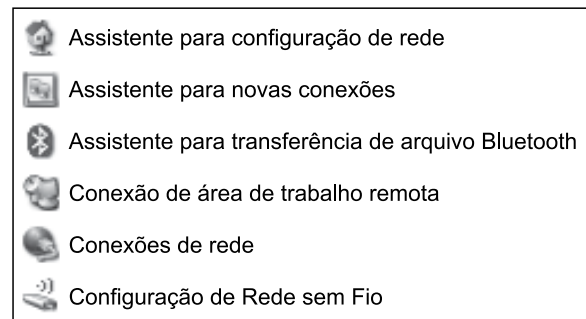 Assistente para configuração de rede
Assistente para novas conexões
Assistente para transferência de arquivo Bluetooth
Conexão de área de trabalho remota
Conexões de rede
Configuração de Rede sem Fio